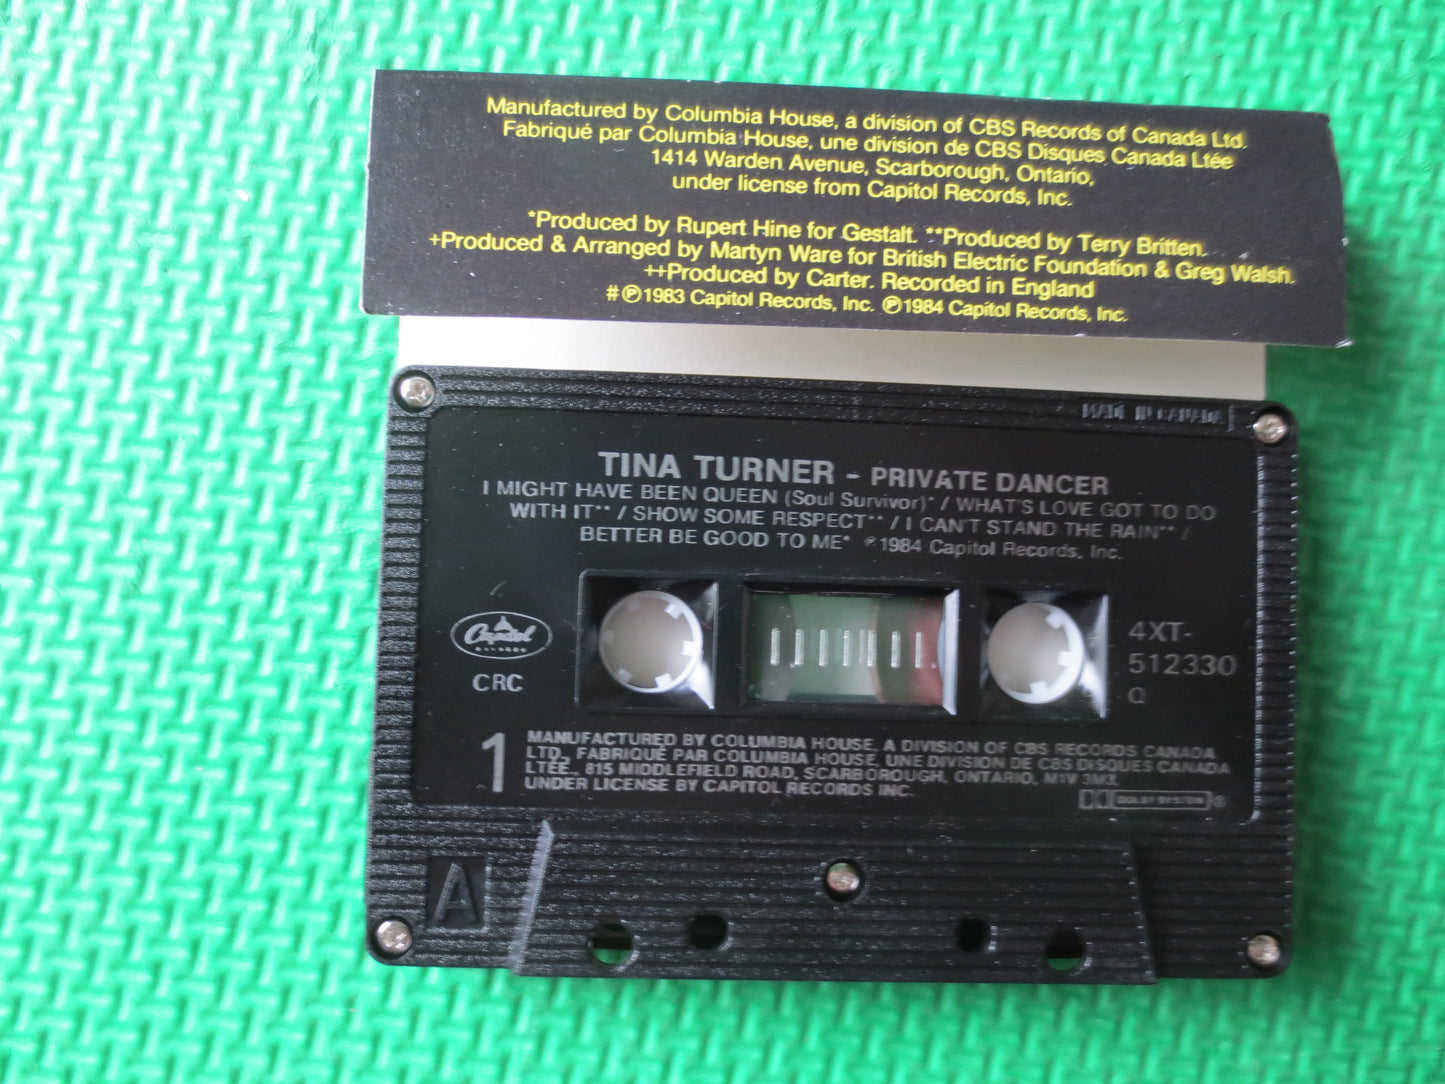 Manufactured by Columbia House, a division of CBS Records of Canada Ltd.
Fabriqué par Columbia House, une division de CBS Disques Canada Ltée
1414 Warden Avenue, Scarborough, Ontario,
under license from Capitol Records, Inc.
*Produced by Rupert Hine for Gestalt. **Produced by Terry Britten.
+Produced & Arranged by Martyn Ware for British Electric Foundation & Greg Walsh.
++Produced by Carter. Recorded in England
#℗1983 Capitol Records, Inc. ℗1984 Capitol Records, Inc.
MADE IN CANADA
TINA TURNER - PRIVATE DANCER
I MIGHT HAVE BEEN QUEEN (Soul Survivor)* / WHAT'S LOVE GOT TO DO
WITH IT** / SHOW SOME RESPECT** / I CAN'T STAND THE RAIN** /
BETTER BE GOOD TO ME* ℗1984 Capitol Records, Inc.
Capitol
RECORDS
CRC
4XT-
512330
Q
1
MANUFACTURED BY COLUMBIA HOUSE, A DIVISION OF CBS RECORDS CANADA
LTD., FABRIQUÉ PAR COLUMBIA HOUSE, UNE DIVISION DE CBS DISQUES CANADA
LTÉE., 815 MIDDLEFIELD ROAD, SCARBOROUGH, ONTARIO, M1V 3M3.
UNDER LICENSE BY CAPITOL RECORDS INC.
DOLBY SYSTEM ®
A